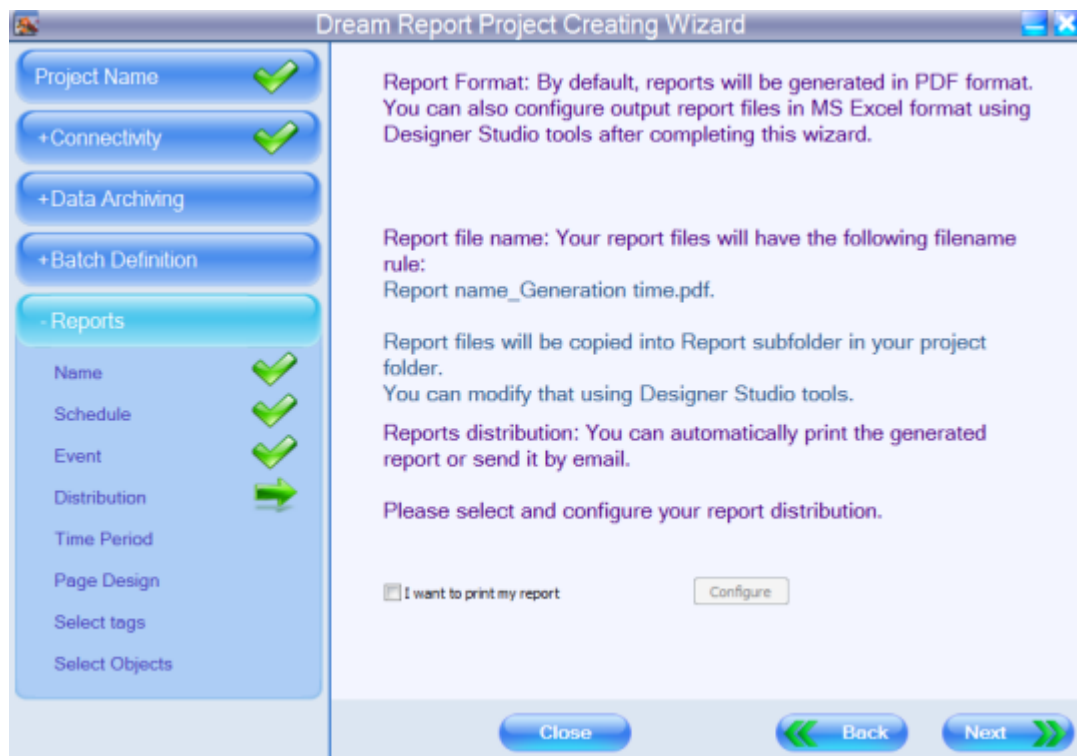 Dream Report Project Creating Wizard
Project Name
+Connectivity
+Data Archiving
+Batch Definition
- Reports
Name
Schedule
Event
Distribution
Time Period
Page Design
Select tags
Select Objects
Report Format: By default, reports will be generated in PDF format.
You can also configure output report files in MS Excel format using
Designer Studio tools after completing this wizard.
Report file name: Your report files will have the following filename
rule:
Report name_Generation time.pdf.
Report files will be copied into Report subfolder in your project
folder.
You can modify that using Designer Studio tools.
Reports distribution: You can automatically print the generated
report or send it by email.
Please select and configure your report distribution.
I want to print my report
Configure
Close
Back
Next